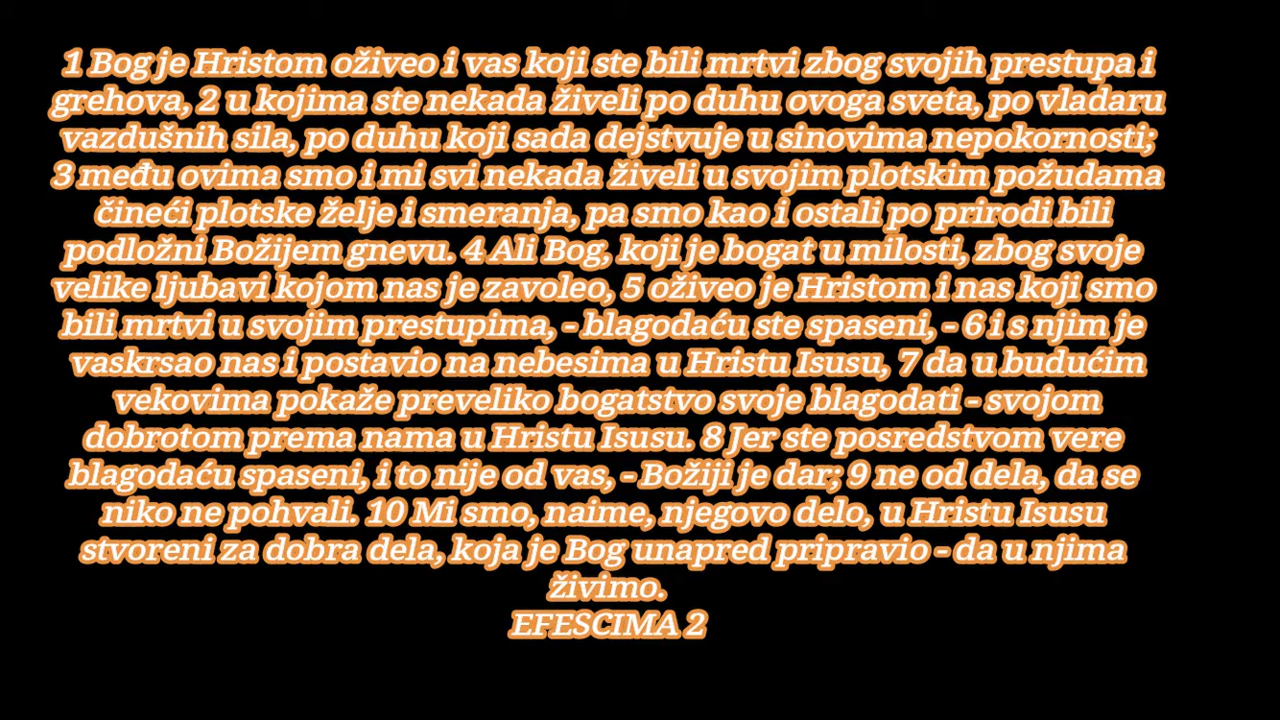 1 Bog je Hristom oživeo i vas koji ste bili mrtvi zbog svojih prestupa i
grehova, 2 u kojima ste nekada živeli po duhu ovoga sveta, po vladaru
vazdušnih sila, po duhu koji sada dejstvuje u sinovima nepokornosti;
3 među ovima smo i mi svi nekada živeli u svojim plotskim požudama
čineći plotske želje i smeranja, pa smo kao i ostali po prirodi bili
podložni Božijem gnevu. 4 Ali Bog, koji je bogat u milosti, zbog svoje
velike ljubavi kojom nas je zavoleo, 5 oživeo je Hristom i nas koji smo
bili mrtvi u svojim prestupima, - blagodaću ste spaseni, - 6 i s njim je
vaskrsao nas i postavio na nebesima u Hristu Isusu, 7 da u budućim
vekovima pokaže preveliko bogatstvo svoje blagodati - svojom
dobrotom prema nama u Hristu Isusu. 8 Jer ste posredstvom vere
blagodaću spaseni, i to nije od vas, - Božiji je dar; 9 ne od dela, da se
niko ne pohvali. 10 Mi smo, naime, njegovo delo, u Hristu Isusu
stvoreni za dobra dela, koja je Bog unapred pripravio - da u njima
živimo.
EFESCIMA 2